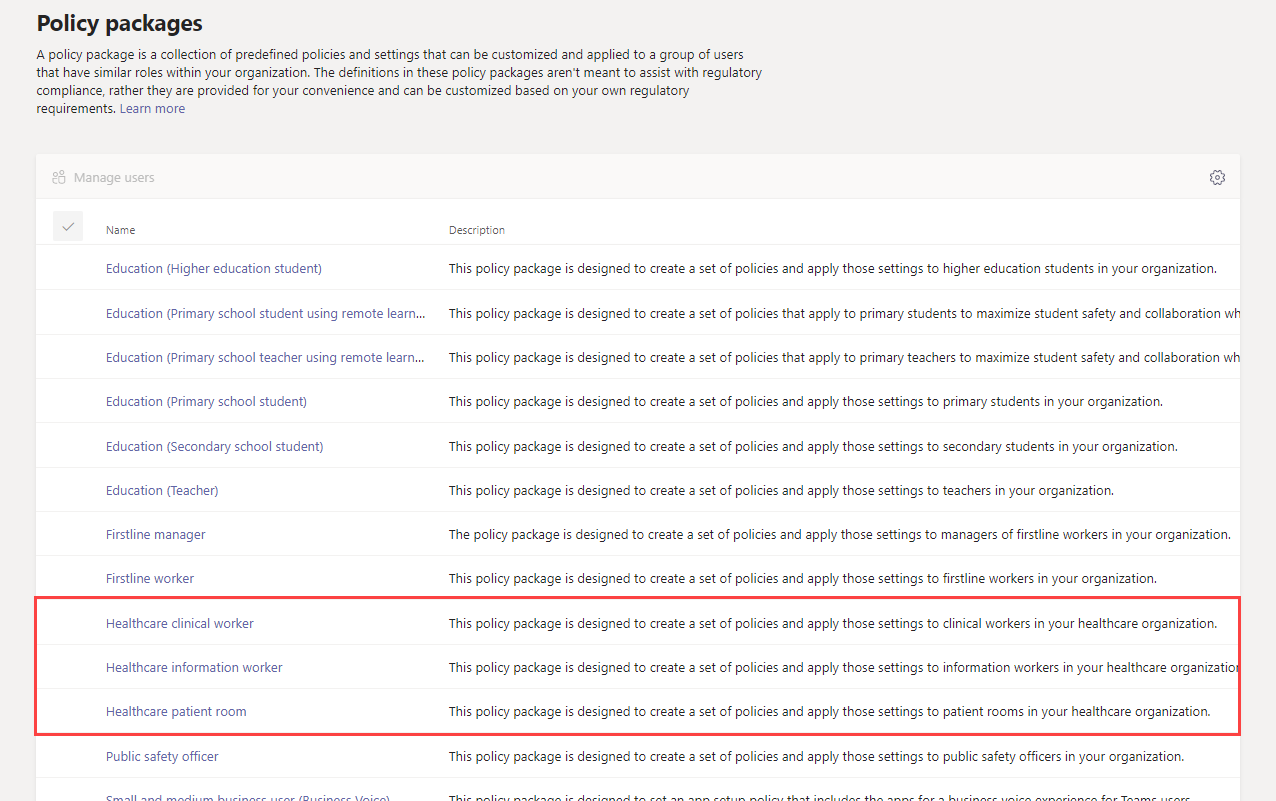 Policy packages
A policy package is a collection of predefined policies and settings that can be customized and applied to a group of users
that have similar roles within your organization. The definitions in these policy packages aren't meant to assist with regulatory
compliance, rather they are provided for your convenience and can be customized based on your own regulatory
requirements. Learn more
Manage users
Name Description
Education (Higher education student) This policy package is designed to create a set of policies and apply those settings to higher education students in your organization.
Education (Primary school student using remote learn... This policy package is designed to create a set of policies that apply to primary students to maximize student safety and collaboration wh
Education (Primary school teacher using remote learn... This policy package is designed to create a set of policies that apply to primary teachers to maximize student safety and collaboration wh
Education (Primary school student) This policy package is designed to create a set of policies and apply those settings to primary students in your organization.
Education (Secondary school student) This policy package is designed to create a set of policies and apply those settings to secondary students in your organization.
Education (Teacher) This policy package is designed to create a set of policies and apply those settings to teachers in your organization.
Firstline manager The policy package is designed to create a set of policies and apply those settings to managers of firstline workers in your organization.
Firstline worker This policy package is designed to create a set of policies and apply those settings to firstline workers in your organization.
Healthcare clinical worker This policy package is designed to create a set of policies and apply those settings to clinical workers in your healthcare organization.
Healthcare information worker This policy package is designed to create a set of policies and apply those settings to information workers in your healthcare organization
Healthcare patient room This policy package is designed to create a set of policies and apply those settings to patient rooms in your healthcare organization.
Public safety officer This policy package is designed to create a set of policies and apply those settings to public safety officers in your organization.
Small and medium business user (Business Voice) This policy package is designed to set an app setup policy that includes the apps for a business voice experience for Teams users